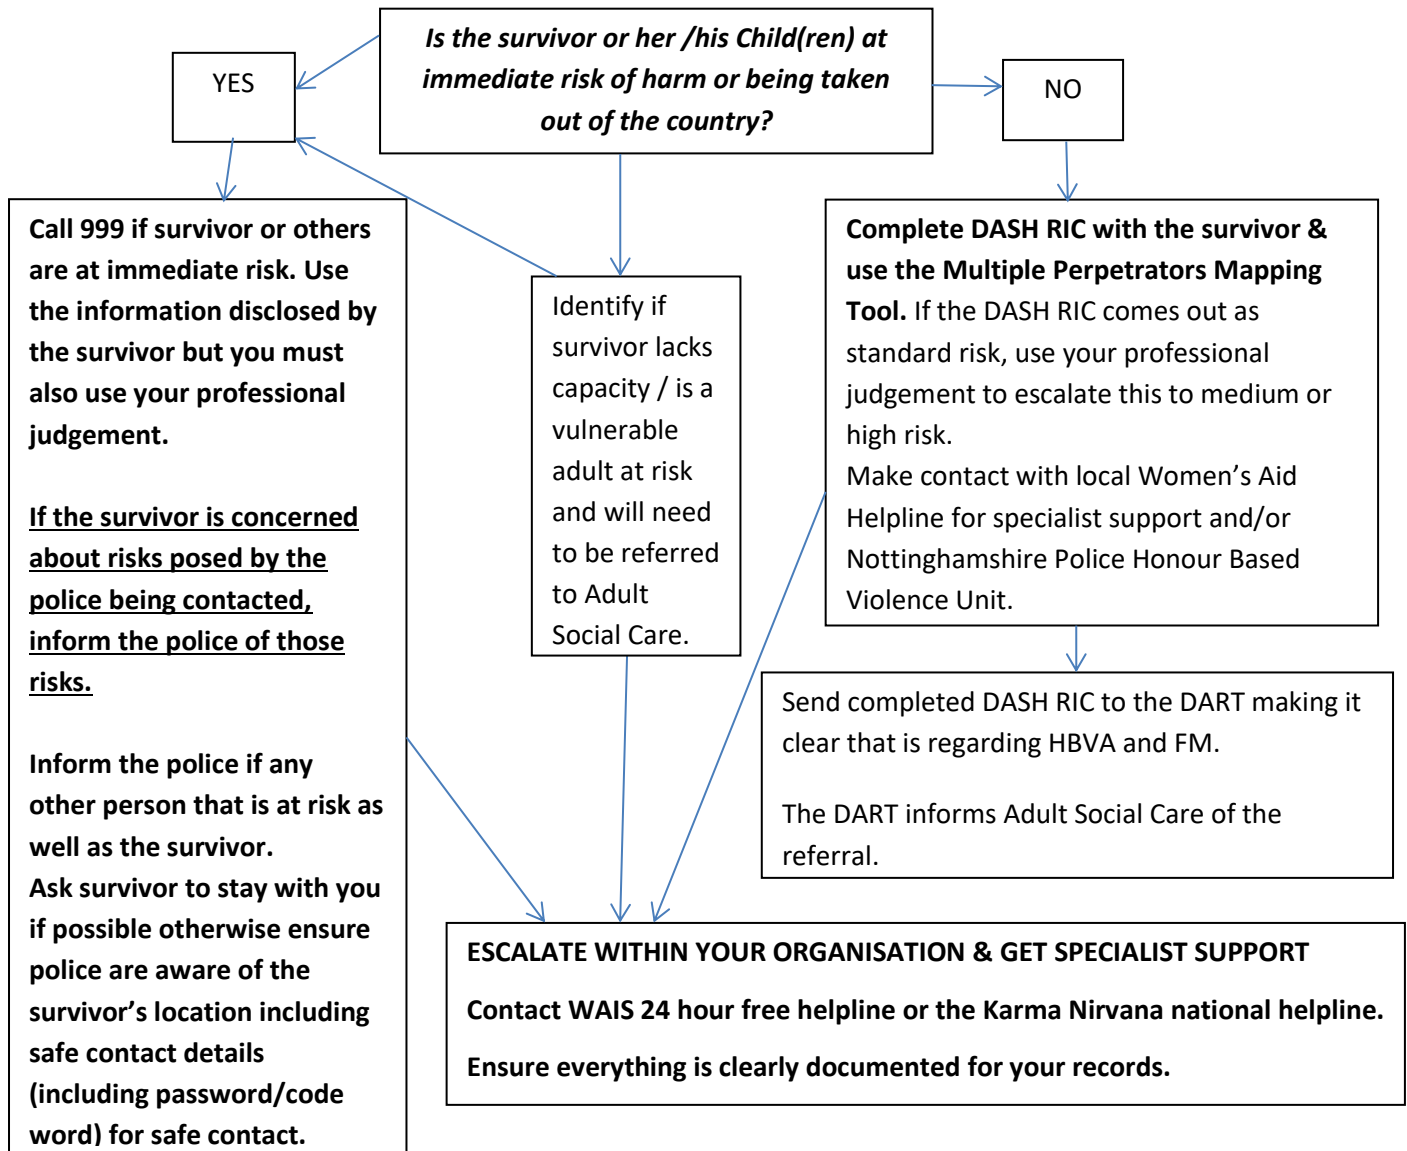 Is the survivor or her /his Child(ren) at
immediate risk of harm or being taken
out of the country?
YES
NO
Call 999 if survivor or others
are at immediate risk. Use
the information disclosed by
the survivor but you must
also use your professional
judgement.
If the survivor is concerned
about risks posed by the
police being contacted,
inform the police of those
risks.
Inform the police if any
other person that is at risk as
well as the survivor.
Ask survivor to stay with you
if possible otherwise ensure
police are aware of the
survivor’s location including
safe contact details
(including password/code
word) for safe contact.
Identify if
survivor lacks
capacity / is a
vulnerable
adult at risk
and will need
to be referred
to Adult
Social Care.
Complete DASH RIC with the survivor &
use the Multiple Perpetrators Mapping
Tool. If the DASH RIC comes out as
standard risk, use your professional
judgement to escalate this to medium or
high risk.
Make contact with local Women’s Aid
Helpline for specialist support and/or
Nottinghamshire Police Honour Based
Violence Unit.
Send completed DASH RIC to the DART making it
clear that is regarding HBVA and FM.
The DART informs Adult Social Care of the
referral.
ESCALATE WITHIN YOUR ORGANISATION & GET SPECIALIST SUPPORT
Contact WAIS 24 hour free helpline or the Karma Nirvana national helpline.
Ensure everything is clearly documented for your records.